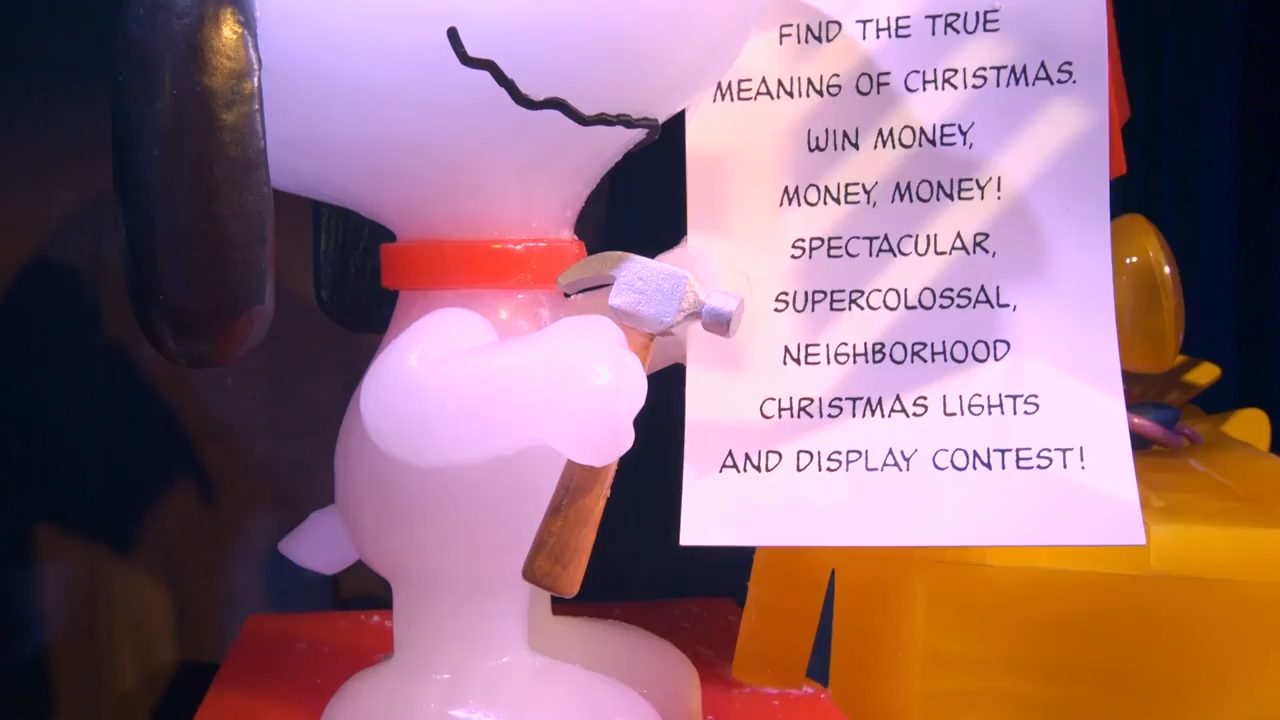 FIND THE TRUE
MEANING OF CHRISTMAS.
WIN MONEY,
MONEY, MONEY!
SPECTACULAR,
SUPERCOLOSSAL,
NEIGHBORHOOD
CHRISTMAS LIGHTS
AND DISPLAY CONTEST!